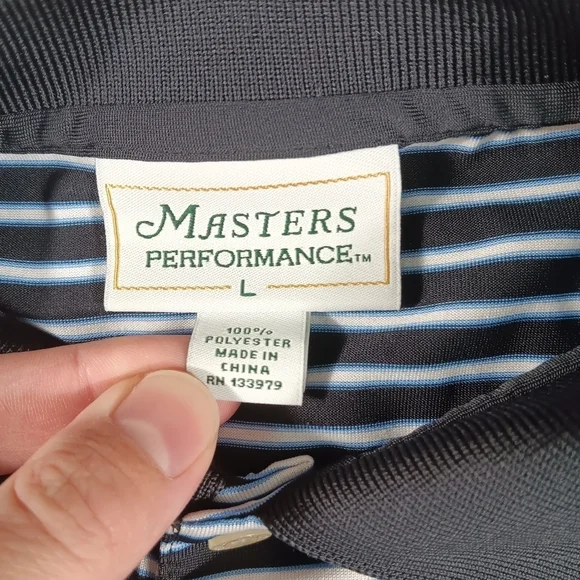 MASTERS
PERFORMANCE™
L
100%
POLYESTER
MADE IN
CHINA
RN 133979